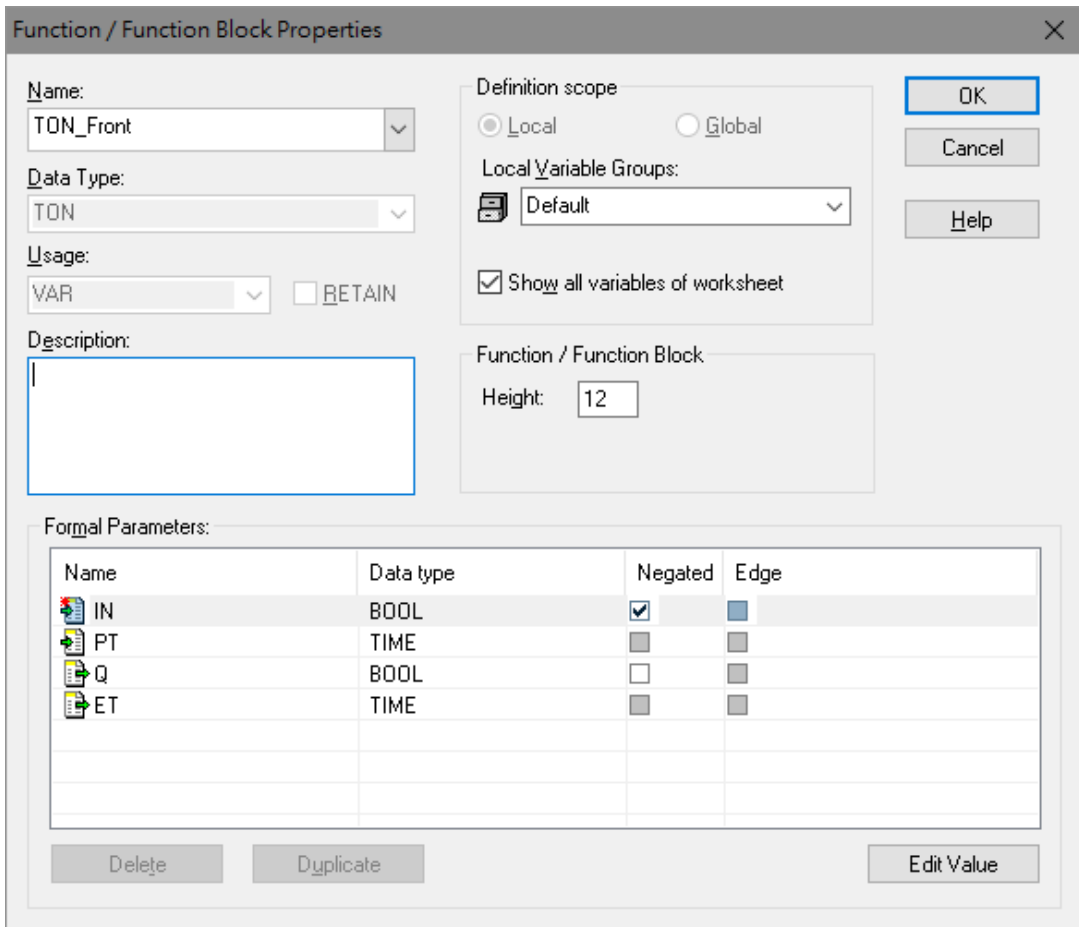 Function / Function Block Properties
Name:
TON_Front
Data Type:
TON
Usage:
VAR
RETAIN
Description:
Definition scope
Local
Global
Local Variable Groups:
Default
Show all variables of worksheet
Function / Function Block
Height:
12
OK
Cancel
Help
Formal Parameters:
Name Data type Negated Edge
IN BOOL
PT TIME
Q BOOL
ET TIME
Delete
Duplicate
Edit Value